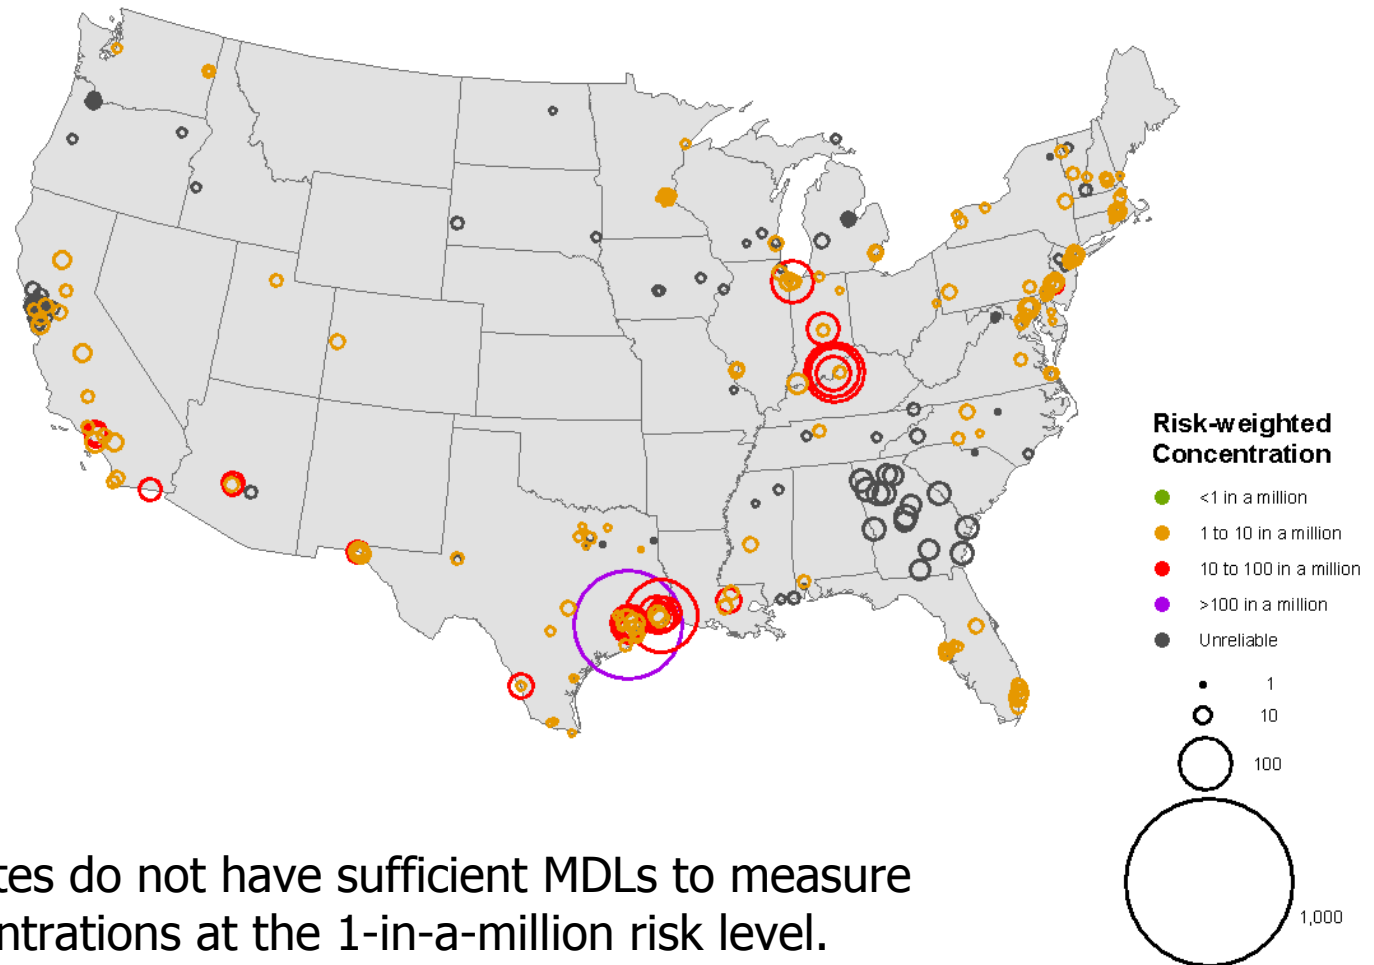 Risk-weighted
Concentration
<1 in a million
1 to 10 in a million
10 to 100 in a million
>100 in a million
Unreliable
1
10
100
1,000
tes do not have sufficient MDLs to measure
ntrations at the 1-in-a-million risk level.